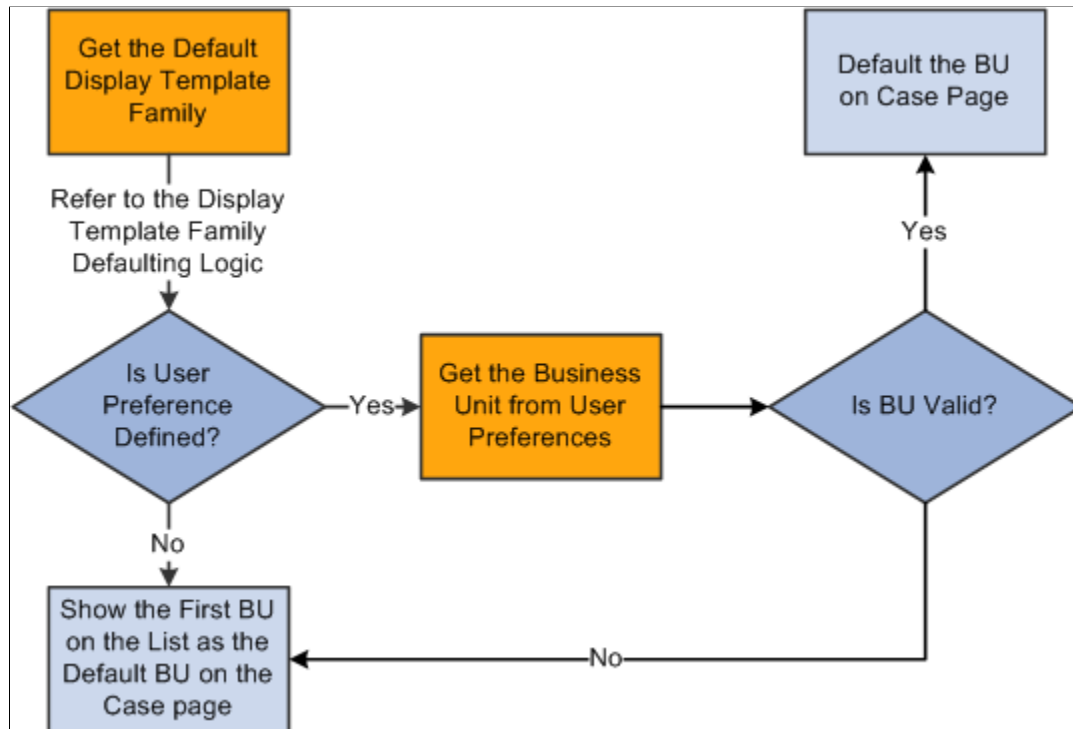 Get the Default
Display Template
Family
Refer to the Display
Template Family
Defaulting Logic
Is User
Preference
Defined?
Yes
Get the Business
Unit from User
Preferences
Is BU Valid?
Yes
Default the BU
on Case Page
No
Show the First BU
on the List as the
Default BU on the
Case page
No